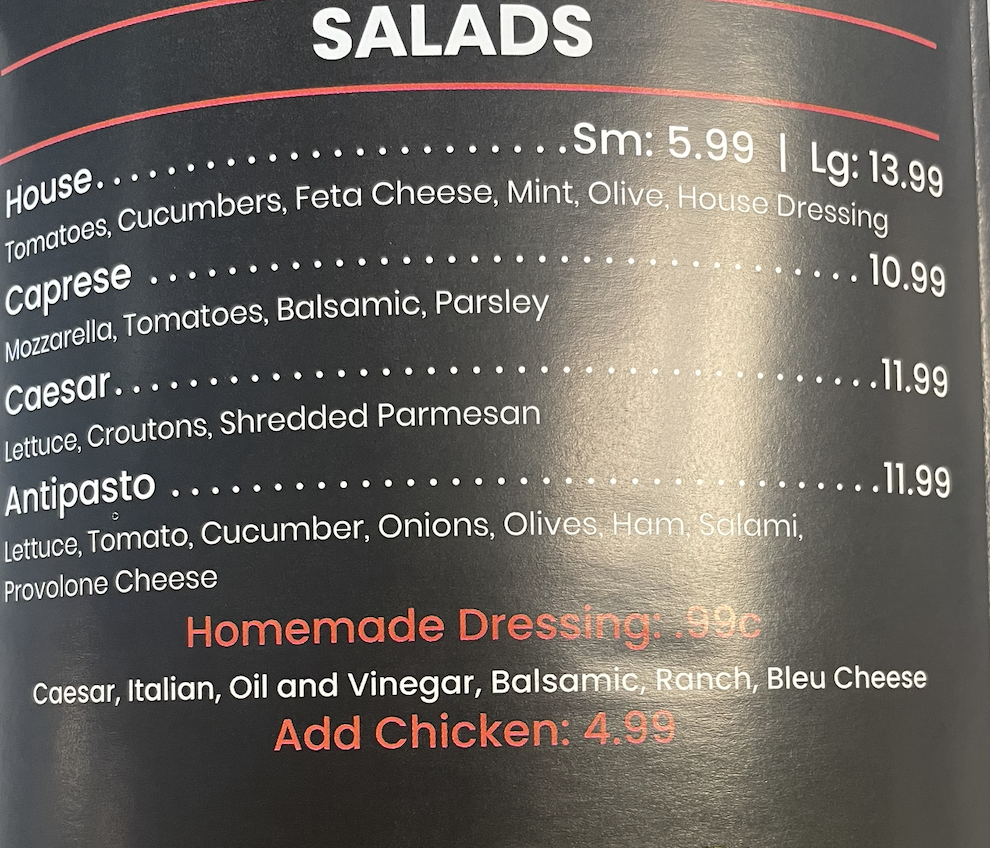 SALADS
House......................Sm: 5.99 | Lg: 13.99
Tomatoes, Cucumbers, Feta Cheese, Mint, Olive, House Dressing
Caprese ................................. 10.99
Mozzarella, Tomatoes, Balsamic, Parsley
Caesar...................................11.99
Lettuce, Croutons, Shredded Parmesan
Antipasto .................................11.99
Lettuce, Tomato, Cucumber, Onions, Olives, Ham, Salami,
Provolone Cheese
Homemade Dressing: .99c
Caesar, Italian, Oil and Vinegar, Balsamic, Ranch, Bleu Cheese
Add Chicken: 4.99